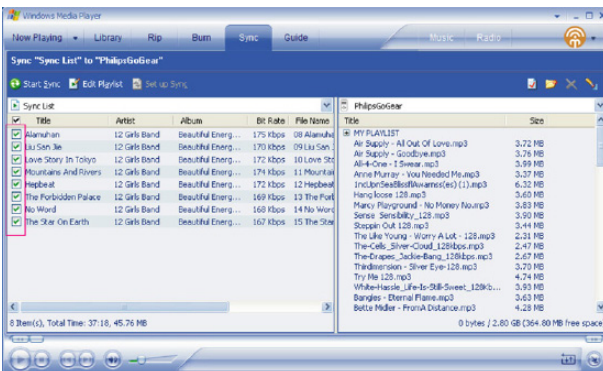 Windows Media Player
Now Playing Library Rip Burn Sync Guide Music Radio
Sync "Sync List" to "PhilipsGoGear"
Start Sync Edit Playlist Set up Sync
Sync List PhilipsGoGear
Title Artist Album Bit Rate File Name Title Size
Alamuhan 12 Girls Band Beautiful Energ... 175 Kbps 08 Alamuha
Liu San Jie 12 Girls Band Beautiful Energ... 170 Kbps 09 Liu San
Love Story In Tokyo 12 Girls Band Beautiful Energ... 172 Kbps 10 Love Sto
Mountains And Rivers 12 Girls Band Beautiful Energ... 174 Kbps 11 Mountai
Hepbeat 12 Girls Band Beautiful Energ... 172 Kbps 12 Hepbeat
The Forbidden Palace 12 Girls Band Beautiful Energ... 169 Kbps 13 The Forb
No Word 12 Girls Band Beautiful Energ... 168 Kbps 14 No Word
The Star On Earth 12 Girls Band Beautiful Energ... 167 Kbps 15 The Star
MY PLAYLIST
Air Supply - All Out Of Love.mp3 3.72 MB
Air Supply - Goodbye.mp3 3.76 MB
All-4-One - I Swear.mp3 3.99 MB
Anne Murray - You Needed Me.mp3 3.37 MB
(1).mp3 6.32 MB
Hang loose 128.mp3 3.60 MB
Marcy Playground - No Money No.mp3 3.83 MB
Sense Sensibility_128.mp3 3.90 MB
Steppin Out 128.mp3 3.44 MB
The Like Young - Worry A Lot - 128.mp3 2.31 MB
The-Cells_Silver-Cloud_128kbps.mp3 2.47 MB
The-Drapes_Jackie-Bang_128kbps.mp3 2.67 MB
Thirdmension - Silver Eye-128.mp3 3.70 MB
Try Me 128.mp3 4.74 MB
White-Hassle_Life-Is-Still-Sweet_128kb... 3.93 MB
Bangles - Eternal Flame.mp3 3.63 MB
Bette Midler - FromA Distance.mp3 4.28 MB
8 Item(s), Total Time: 37:18, 45.76 MB 0 bytes / 2.80 GB (364.80 MB free space